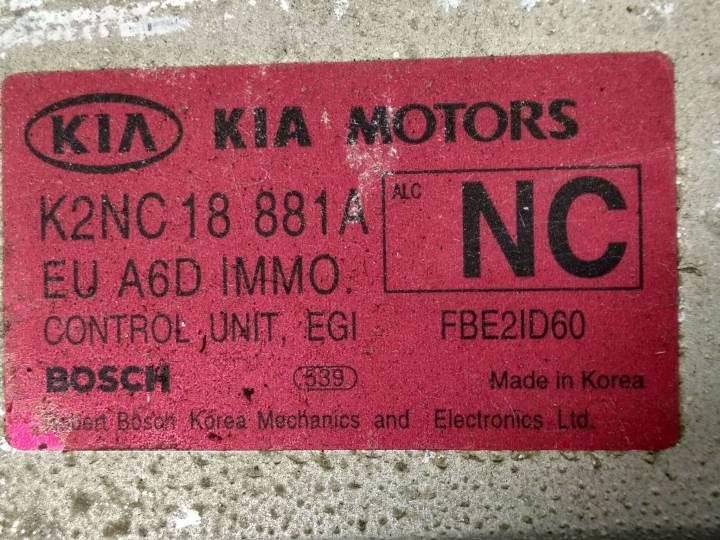 KIA KIA MOTORS
K2NC 18 881A
ALC NC
EU A6D IMMO.
CONTROL UNIT, EGI FBE2ID60
BOSCH 539 Made in Korea
Robert Bosch Korea Mechanics and Electronics Ltd.